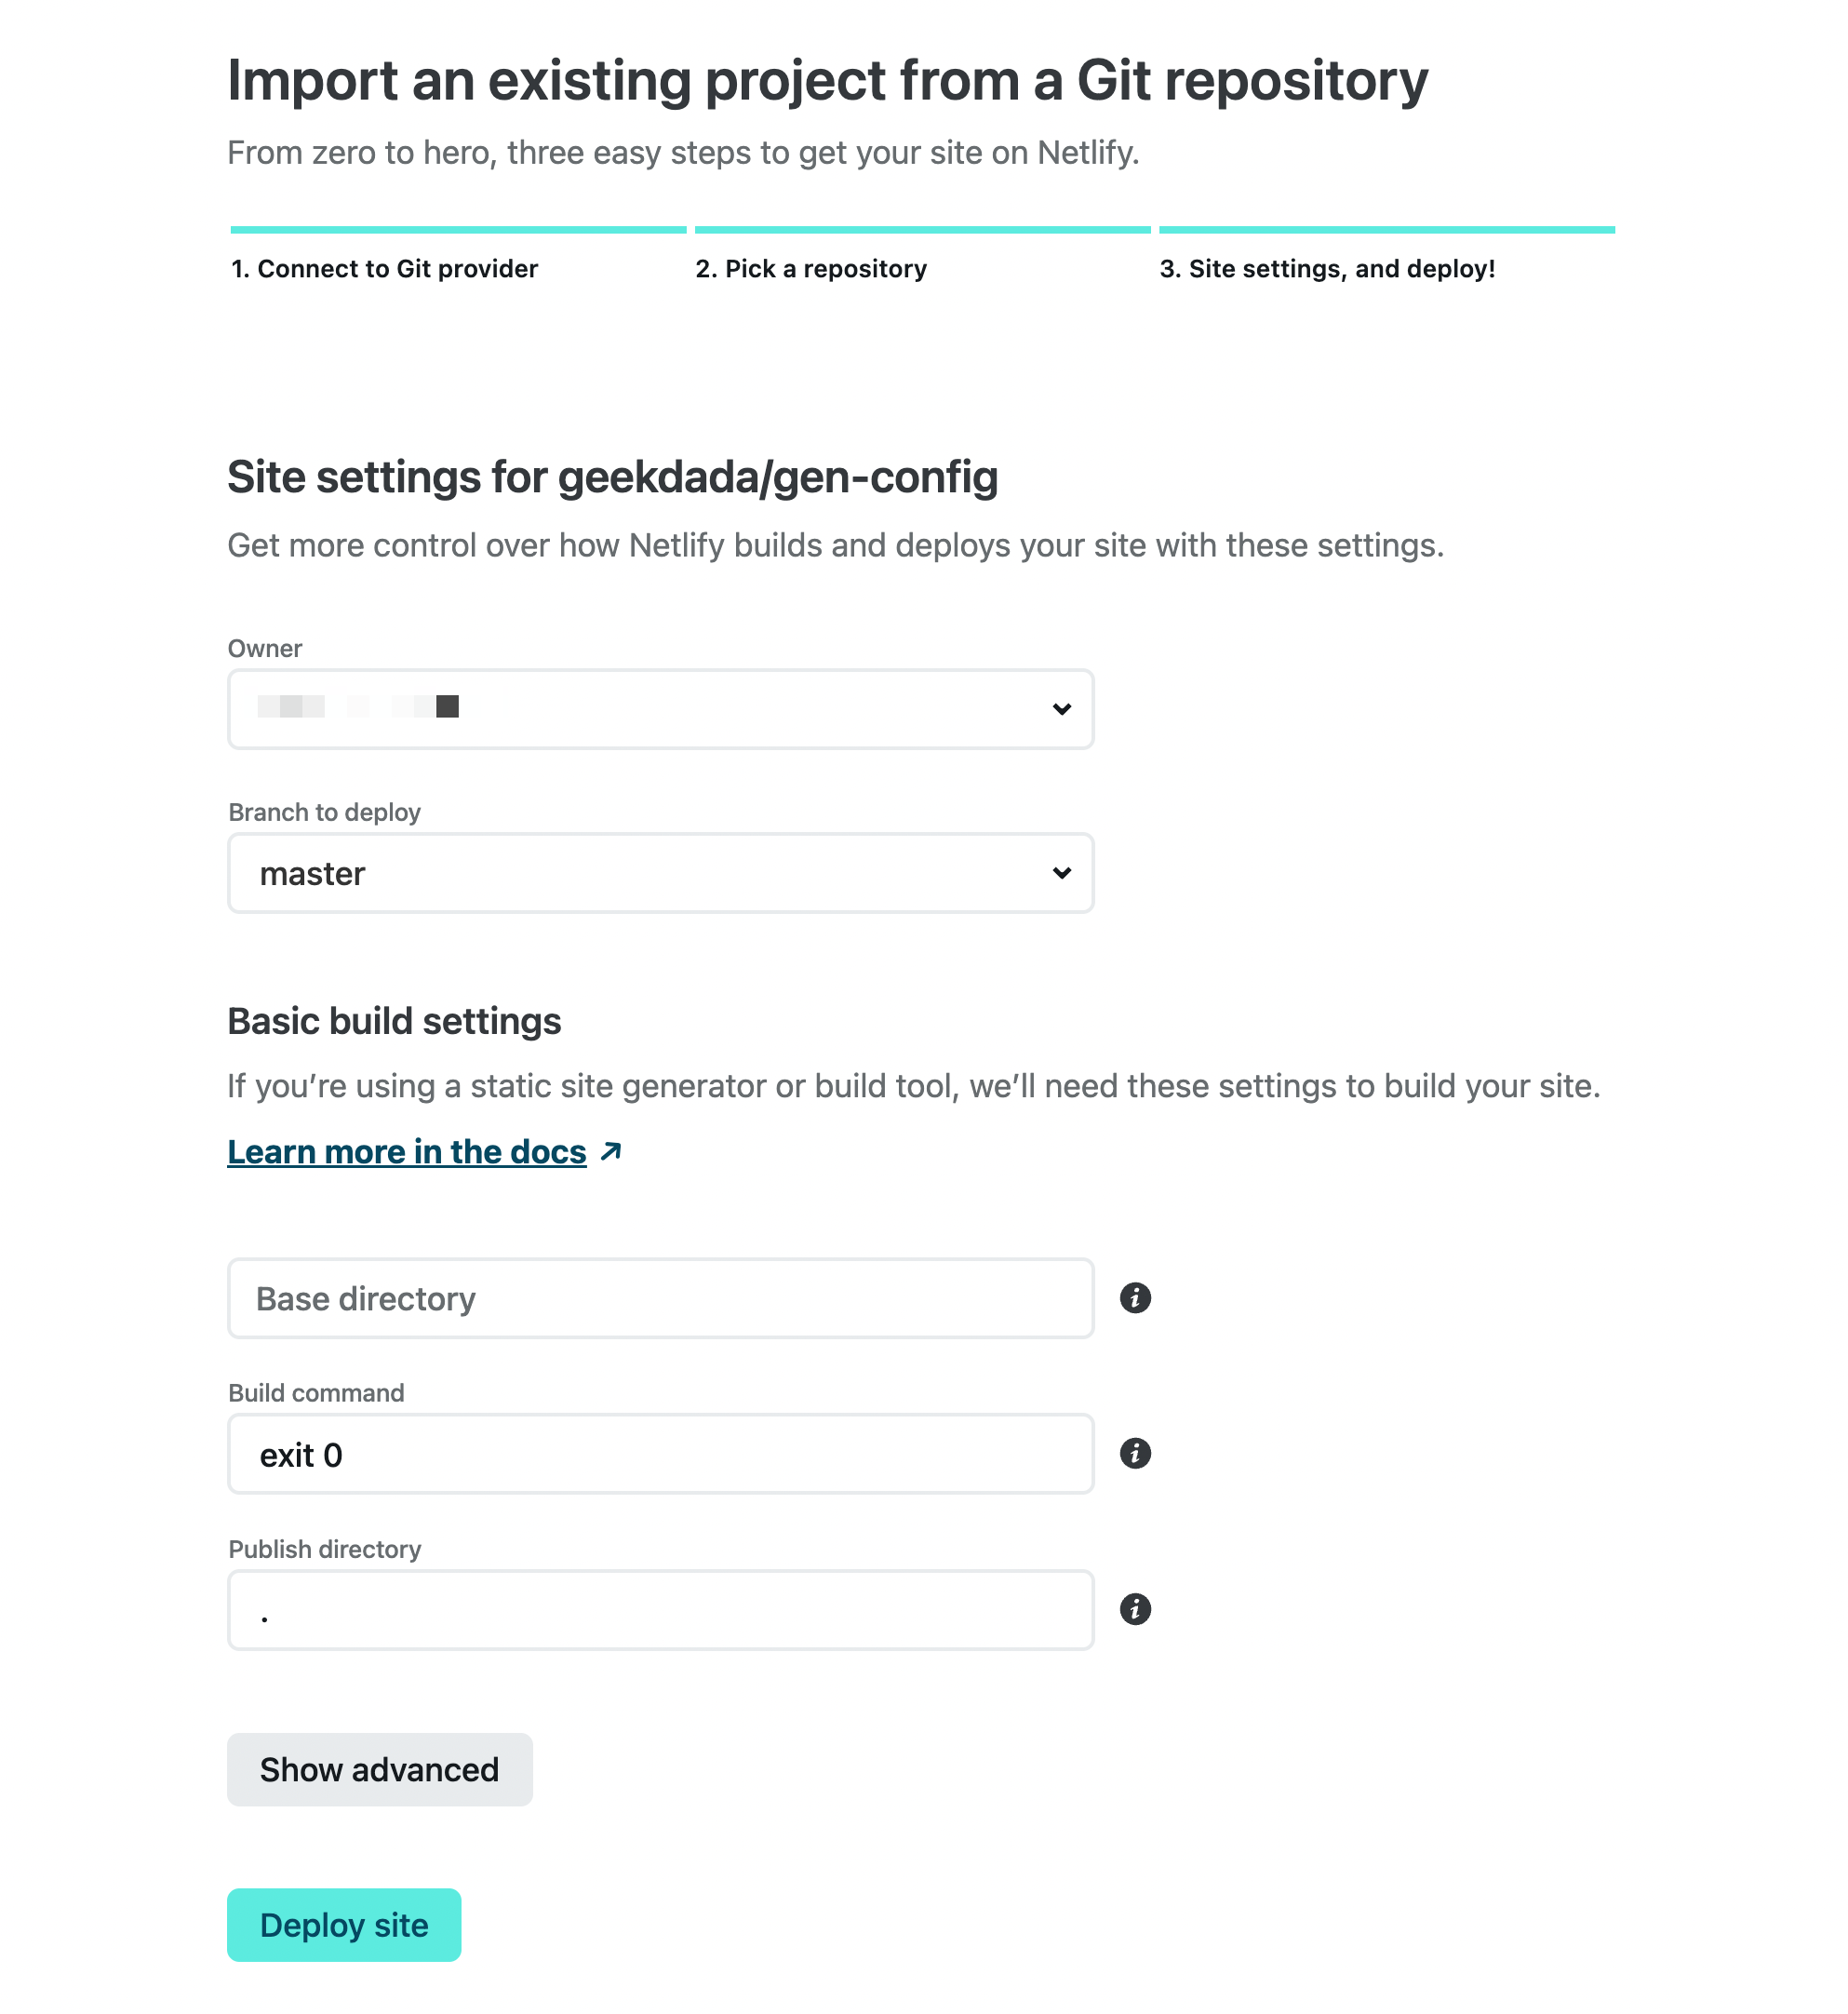 Import an existing project from a Git repository
From zero to hero, three easy steps to get your site on Netlify.
1. Connect to Git provider
2. Pick a repository
3. Site settings, and deploy!
Site settings for geekdada/gen-config
Get more control over how Netlify builds and deploys your site with these settings.
Owner
Branch to deploy
master
Basic build settings
If you’re using a static site generator or build tool, we’ll need these settings to build your site.
Learn more in the docs
Base directory
Build command
exit 0
Publish directory
.
Show advanced
Deploy site